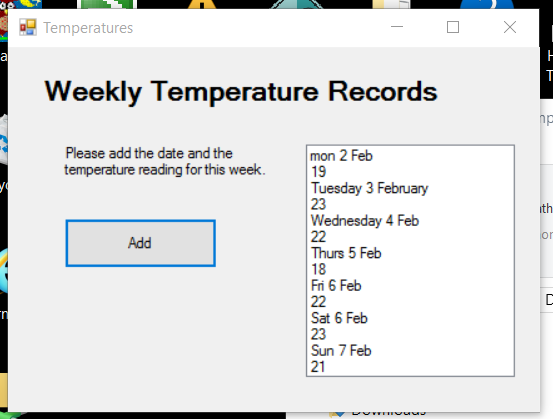 Temperatures
Weekly Temperature Records
Please add the date and the
temperature reading for this week.
Add
mon 2 Feb
19
Tuesday 3 February
23
Wednesday 4 Feb
22
Thurs 5 Feb
18
Fri 6 Feb
22
Sat 6 Feb
23
Sun 7 Feb
21
Downloads